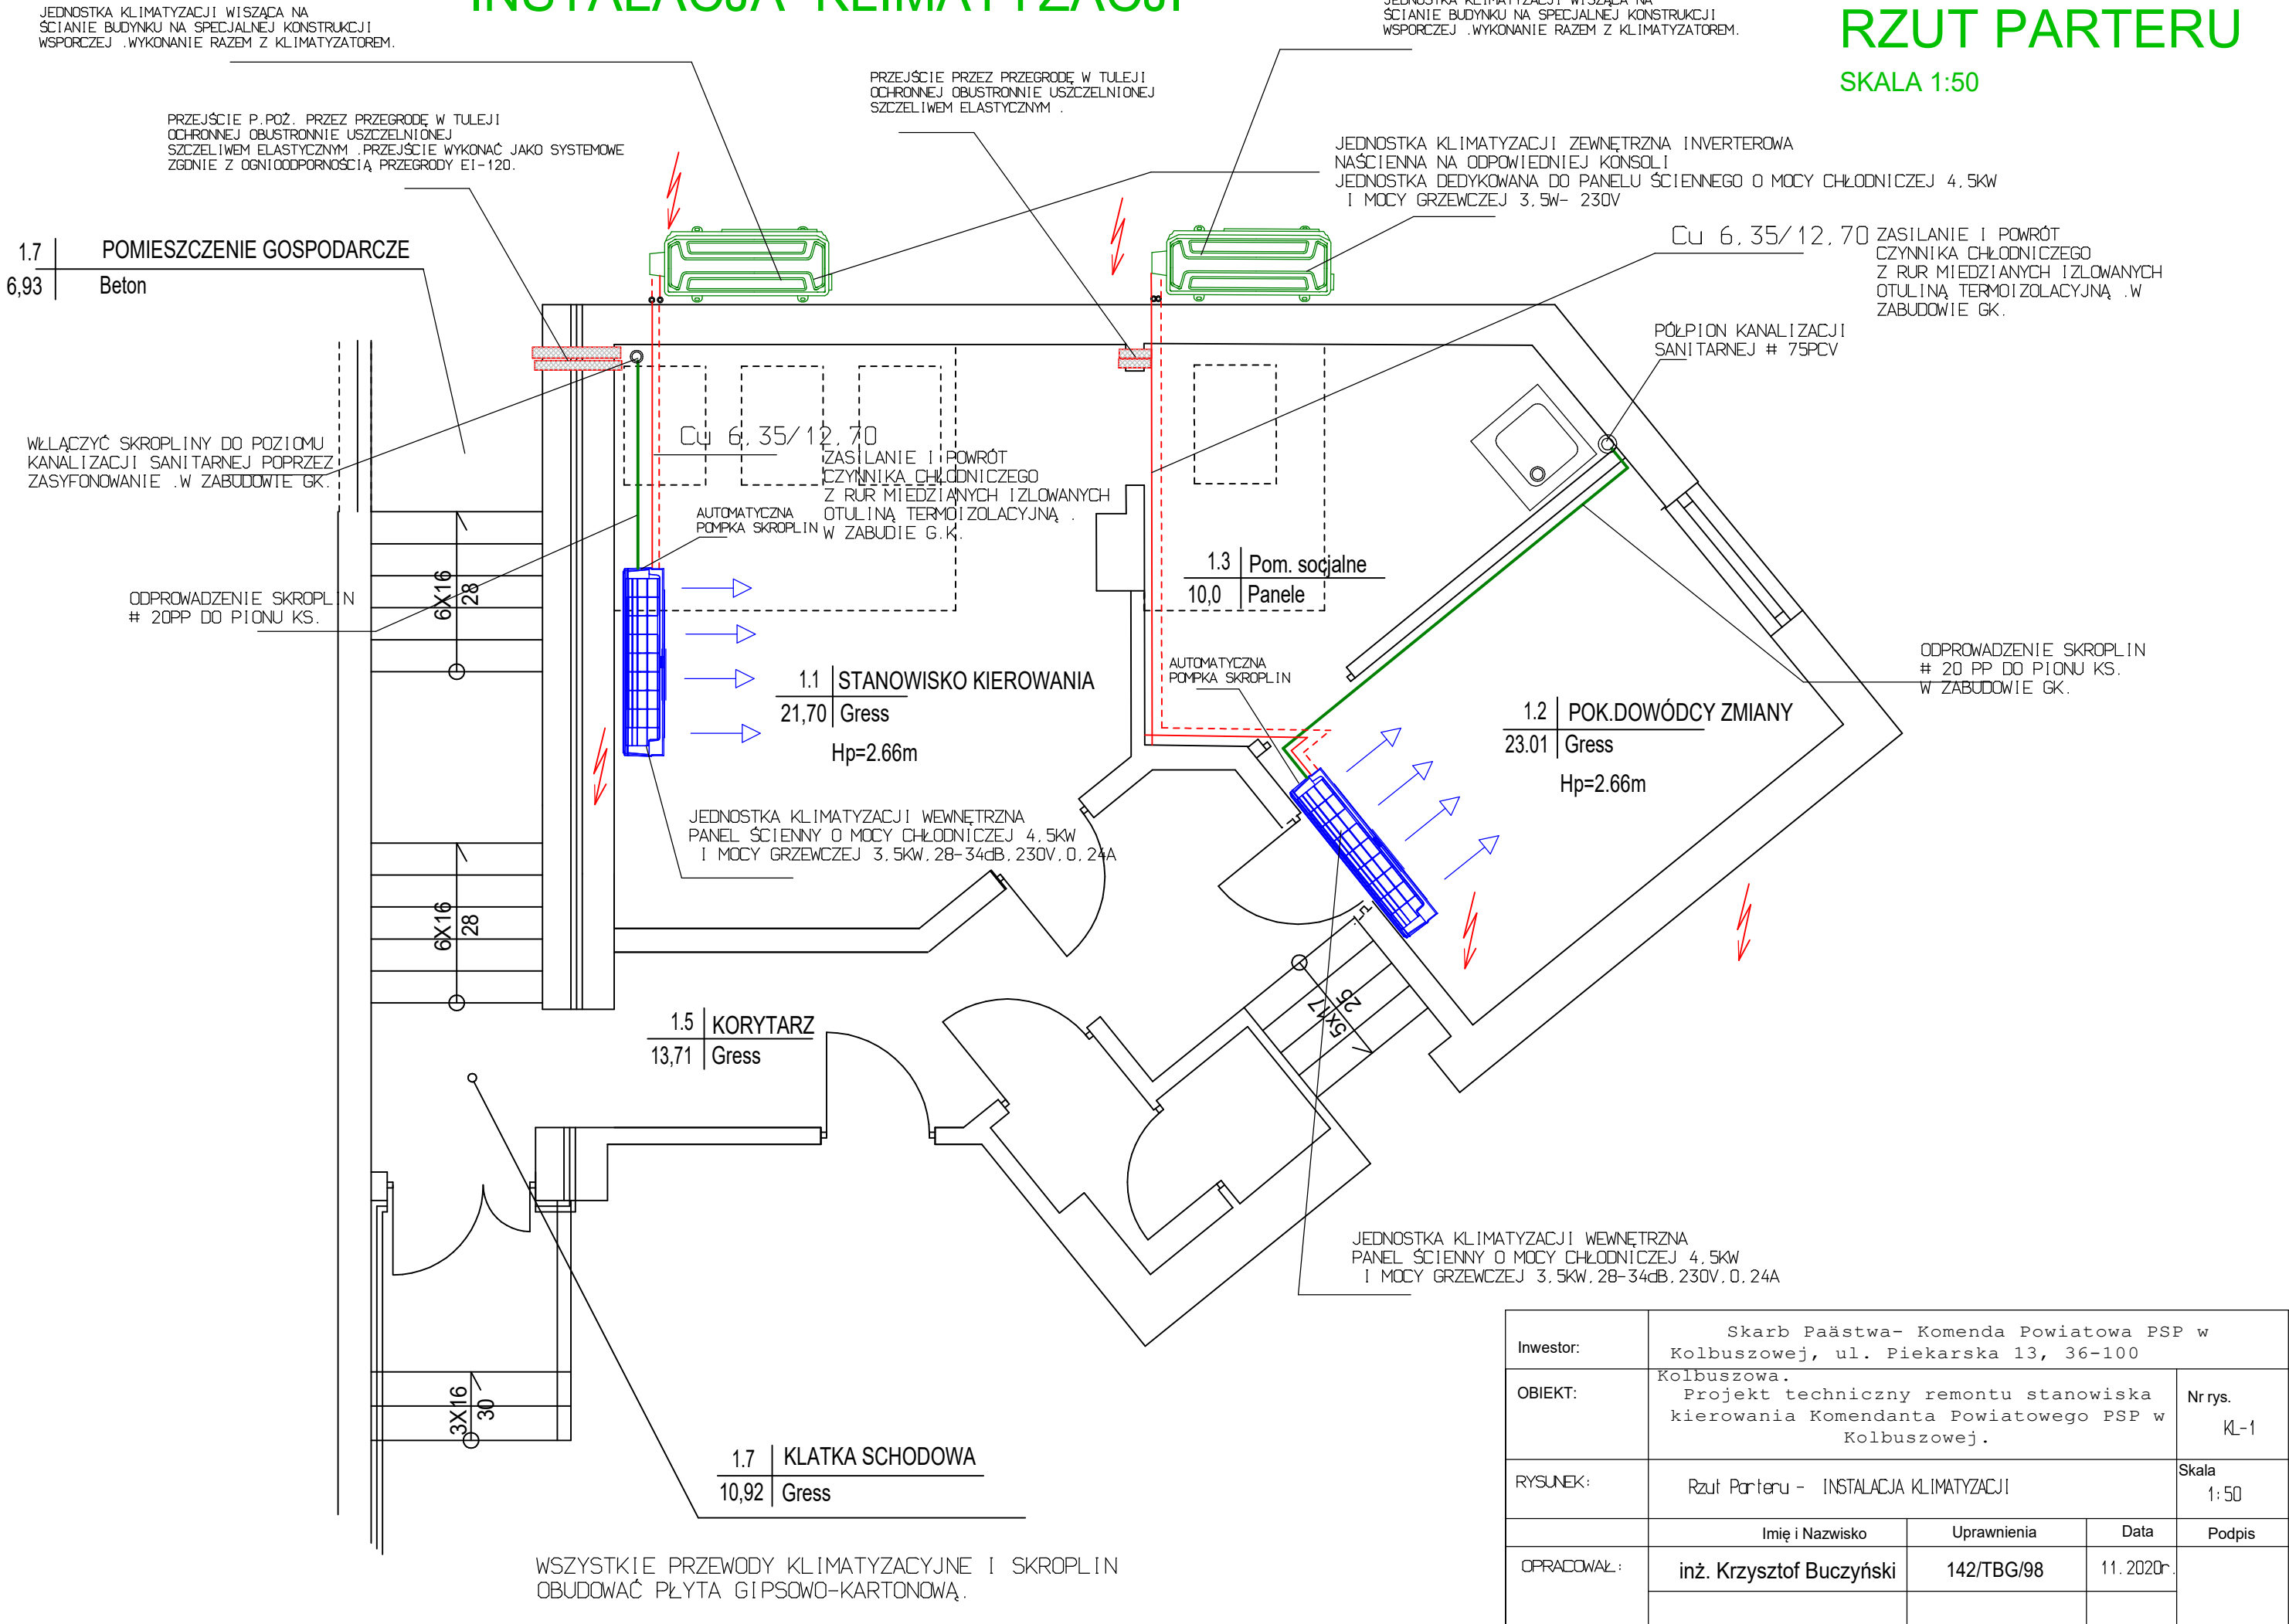 INSTALACJA KLIMATYZACJI
RZUT PARTERU
SKALA 1:50
JEDNOSTKA KLIMATYZACJI WISZĄCA NA
ŚCIANIE BUDYNKU NA SPECJALNEJ KONSTRUKCJI
WSPORCZEJ .WYKONANIE RAZEM Z KLIMATYZATOREM.
JEDNOSTKA KLIMATYZACJI WISZĄCA NA
ŚCIANIE BUDYNKU NA SPECJALNEJ KONSTRUKCJI
WSPORCZEJ .WYKONANIE RAZEM Z KLIMATYZATOREM.
PRZEJŚCIE PRZEZ PRZEGRODĘ W TULEJI
OCHRONNEJ OBUSTRONNIE USZCZELNIONEJ
SZCZELIWEM ELASTYCZNYM .
PRZEJŚCIE P.POŻ. PRZEZ PRZEGRODĘ W TULEJI
OCHRONNEJ OBUSTRONNIE USZCZELNIONEJ
SZCZELIWEM ELASTYCZNYM .PRZEJŚCIE WYKONAĆ JAKO SYSTEMOWE
ZGDNIE Z OGNIOODPORNOŚCIĄ PRZEGRODY EI-120.
JEDNOSTKA KLIMATYZACJI ZEWNĘTRZNA INVERTEROWA
NAŚCIENNA NA ODPOWIEDNIEJ KONSOLI
JEDNOSTKA DEDYKOWANA DO PANELU ŚCIENNEGO O MOCY CHŁODNICZEJ 4,5KW
I MOCY GRZEWCZEJ 3,5W- 230V
1.7 POMIESZCZENIE GOSPODARCZE
6,93 Beton
Cu 6,35/12,70
ZASILANIE I POWRÓT
CZYNNIKA CHŁODNICZEGO
Z RUR MIEDZIANYCH IZLOWANYCH
OTULINĄ TERMOIZOLACYJNĄ .W
ZABUDOWIE GK.
PÓŁPION KANALIZACJI
SANITARNEJ # 75PCV
WŁLĄCZYĆ SKROPLINY DO POZIOMU
KANALIZACJI SANITARNEJ POPRZEZ
ZASYFONOWANIE .W ZABUDOWIE GK.
Cu 6,35/12,70
ZASILANIE I POWRÓT
CZYNNIKA CHŁODNICZEGO
Z RUR MIEDZIANYCH IZLOWANYCH
OTULINĄ TERMOIZOLACYJNĄ .
W ZABUDIE G.K.
AUTOMATYCZNA
POMPKA SKROPLIN
1.3 Pom. socjalne
10,0 Panele
ODPROWADZENIE SKROPLIN
# 20PP DO PIONU KS.
6X16
28
AUTOMATYCZNA
POMPKA SKROPLIN
ODPROWADZENIE SKROPLIN
# 20 PP DO PIONU KS.
W ZABUDOWIE GK.
1.1 STANOWISKO KIEROWANIA
21,70 Gress
Hp=2.66m
1.2 POK.DOWÓDCY ZMIANY
23.01 Gress
Hp=2.66m
JEDNOSTKA KLIMATYZACJI WEWNĘTRZNA
PANEL ŚCIENNY O MOCY CHŁODNICZEJ 4,5KW
I MOCY GRZEWCZEJ 3,5KW,28-34dB,230V,0,24A
6X16
28
5x17
25
1.5 KORYTARZ
13,71 Gress
JEDNOSTKA KLIMATYZACJI WEWNĘTRZNA
PANEL ŚCIENNY O MOCY CHŁODNICZEJ 4,5KW
I MOCY GRZEWCZEJ 3,5KW,28-34dB,230V,0,24A
3X16
30
1.7 KLATKA SCHODOWA
10,92 Gress
WSZYSTKIE PRZEWODY KLIMATYZACYJNE I SKROPLIN
OBUDOWAĆ PŁYTA GIPSOWO-KARTONOWĄ.
Inwestor:
Skarb Paästwa- Komenda Powiatowa PSP w
Kolbuszowej, ul. Piekarska 13, 36-100
Kolbuszowa.
OBIEKT:
Projekt techniczny remontu stanowiska
kierowania Komendanta Powiatowego PSP w
Kolbuszowej.
Nr rys.
KL-1
RYSUNEK:
Rzut Parteru - INSTALACJA KLIMATYZACJI
Skala
1:50
Imię i Nazwisko Uprawnienia Data Podpis
OPRACOWAŁ: inż. Krzysztof Buczyński 142/TBG/98 11.2020r.